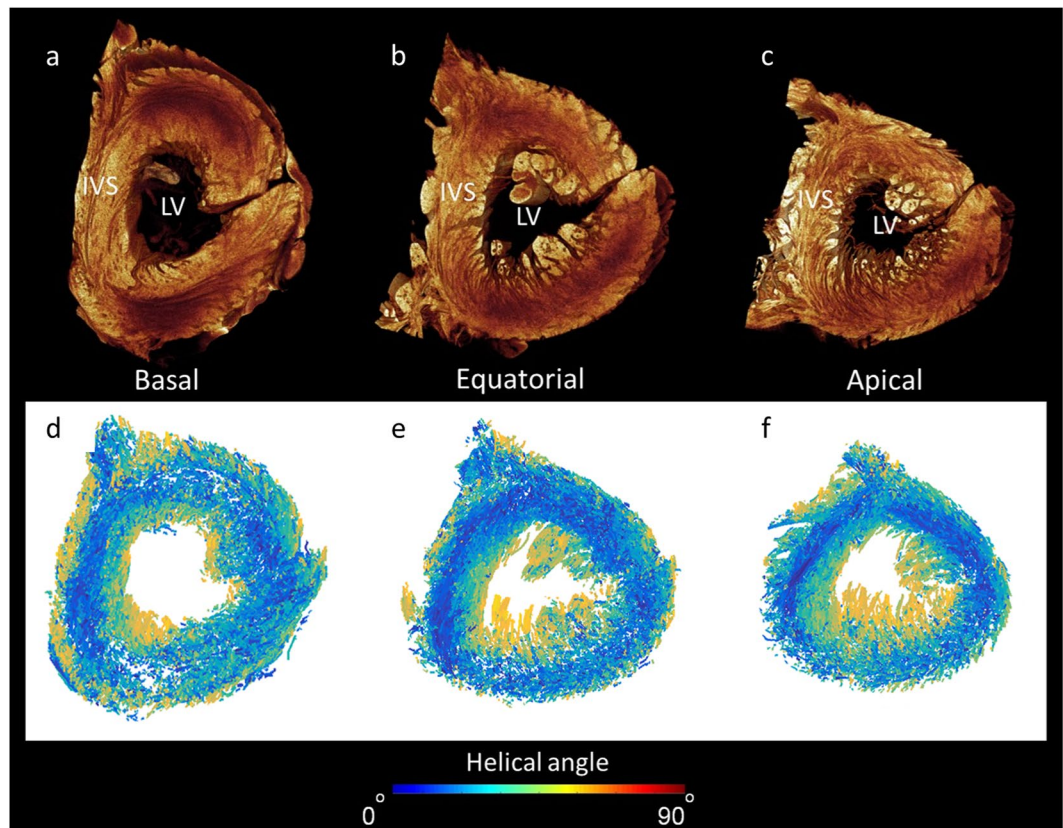 a b c
IVS LV IVS LV IVS LV
Basal Equatorial Apical
d e f
Helical angle
0° 90°